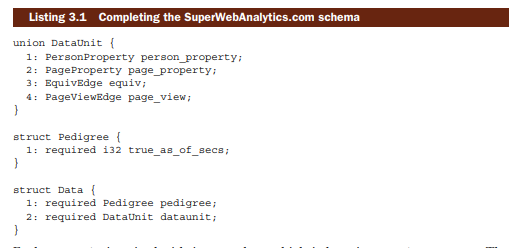 Listing 3.1 Completing the SuperWebAnalytics.com schema
union DataUnit {
1: PersonProperty person_property;
2: PageProperty page_property;
3: EquivEdge equiv;
4: PageViewEdge page_view;
}
struct Pedigree {
1: required i32 true_as_of_secs;
}
struct Data {
1: required Pedigree pedigree;
2: required DataUnit dataunit;
}